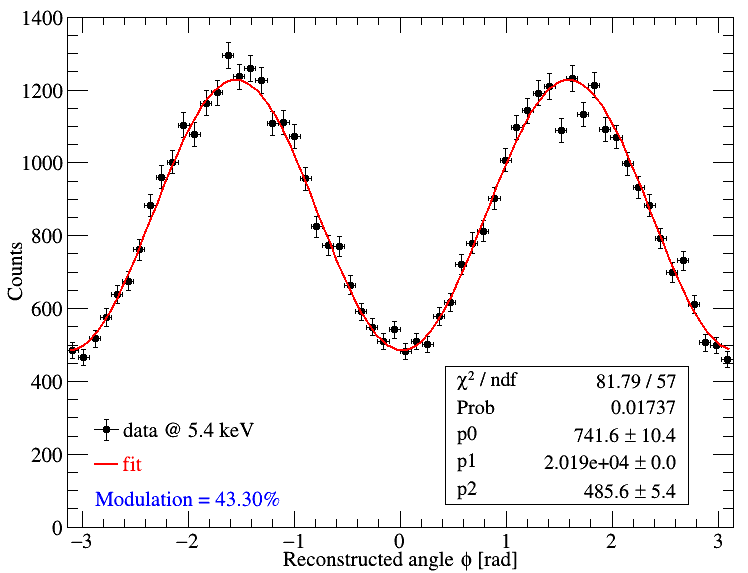 1400
1200
1000
800
600
400
200
0
Counts
χ² / ndf 81.79 / 57
Prob 0.01737
p0 741.6 ± 10.4
p1 2.019e+04 ± 0.0
p2 485.6 ± 5.4
data @ 5.4 keV
fit
Modulation = 43.30%
−3 −2 −1 0 1 2 3
Reconstructed angle ϕ [rad]